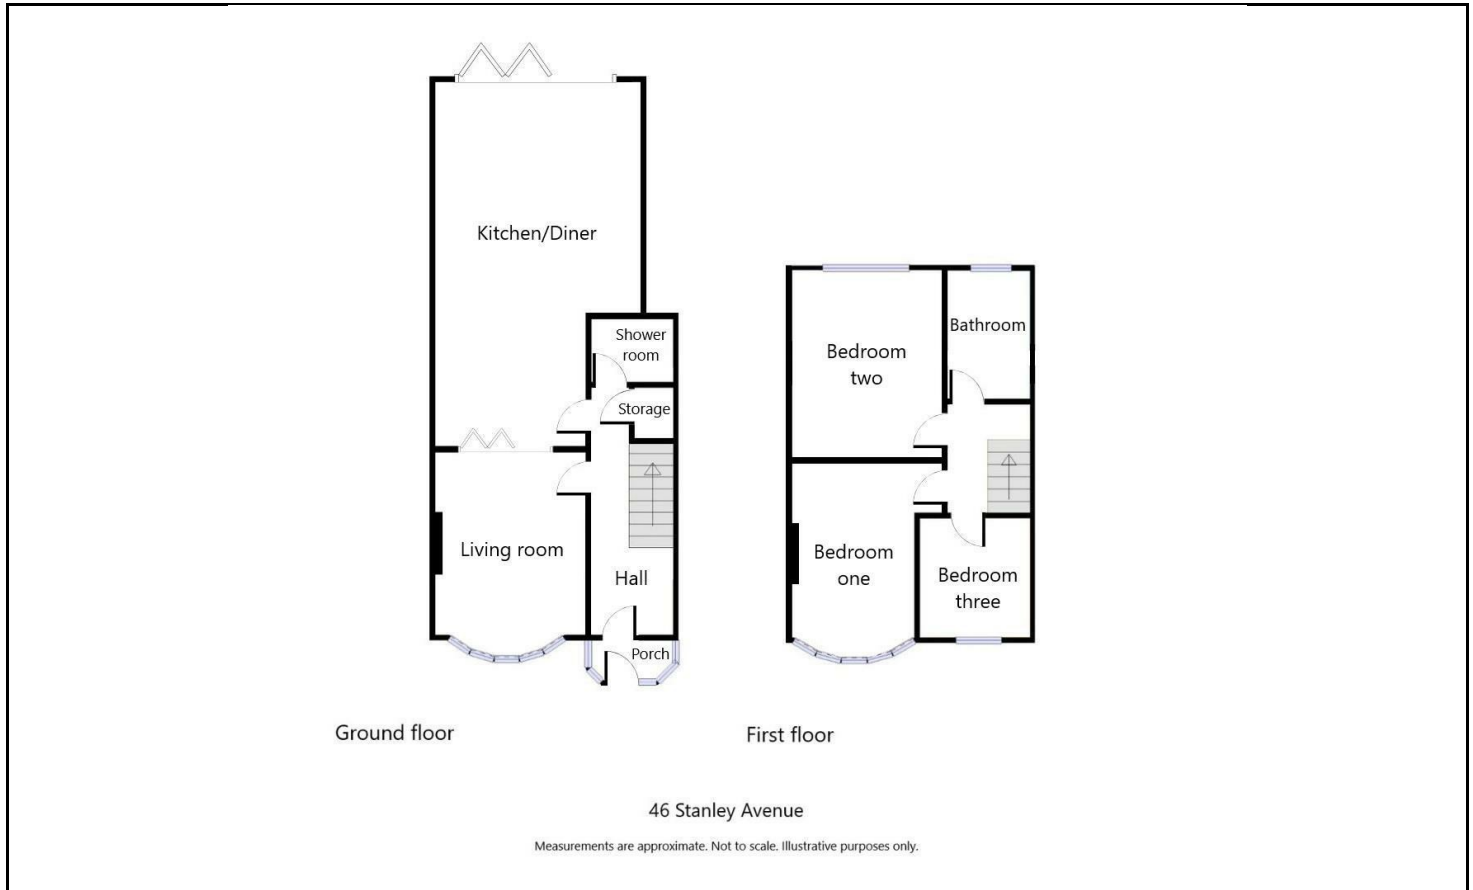 Kitchen/Diner
Shower
room
Storage
Living room
Hall
Porch
Ground floor
Bathroom
Bedroom
two
Bedroom
one
Bedroom
three
First floor
46 Stanley Avenue
Measurements are approximate. Not to scale. Illustrative purposes only.